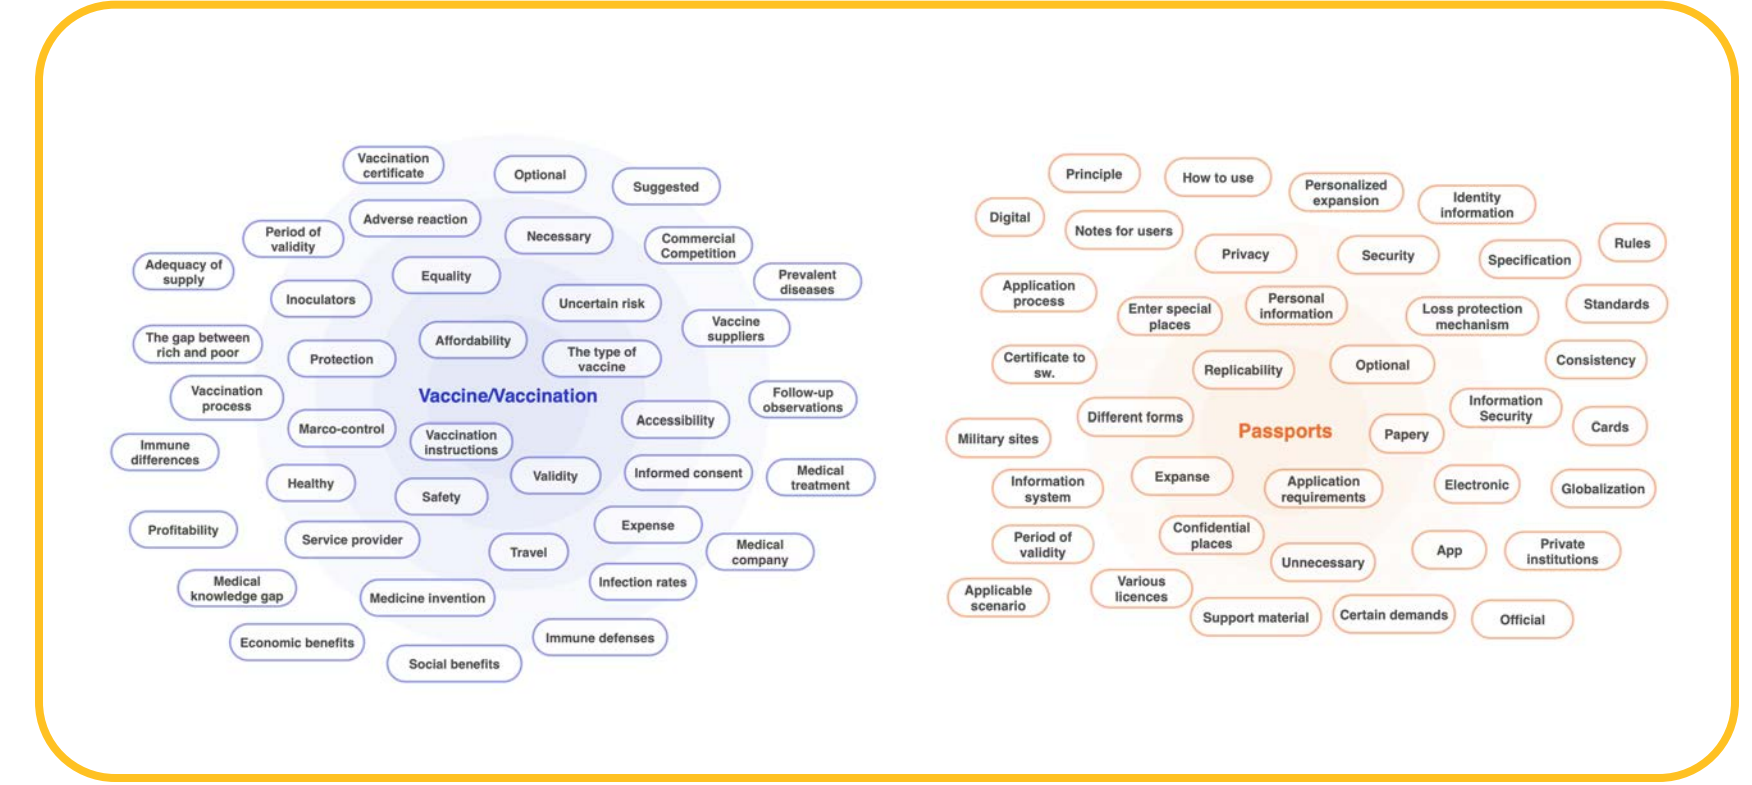 Vaccination
certificate
Optional
Suggested
Adverse reaction
Period of
validity
Necessary
Commercial
Competition
Adequacy of
supply
Equality
Prevalent
diseases
Inoculators
Uncertain risk
Vaccine
suppliers
The gap between
rich and poor
Affordability
Protection
The type of
vaccine
Vaccination
process
Vaccine/Vaccination
Follow-up
observations
Accessibility
Marco-control
Vaccination
instructions
Immune
differences
Healthy
Validity
Informed consent
Medical
treatment
Safety
Profitability
Service provider
Expense
Travel
Medical
company
Medical
knowledge gap
Medicine invention
Infection rates
Economic benefits
Immune defenses
Social benefits
Principle
How to use
Personalized
expansion
Identity
information
Digital
Notes for users
Rules
Privacy
Security
Specification
Application
process
Enter special
places
Personal
information
Loss protection
mechanism
Standards
Certificate to
sw.
Replicability
Optional
Consistency
Different forms
Information
Security
Military sites
Passports
Papery
Cards
Information
system
Expanse
Application
requirements
Electronic
Globalization
Period of
validity
Confidential
places
Unnecessary
App
Private
institutions
Applicable
scenario
Various
licences
Support material
Certain demands
Official